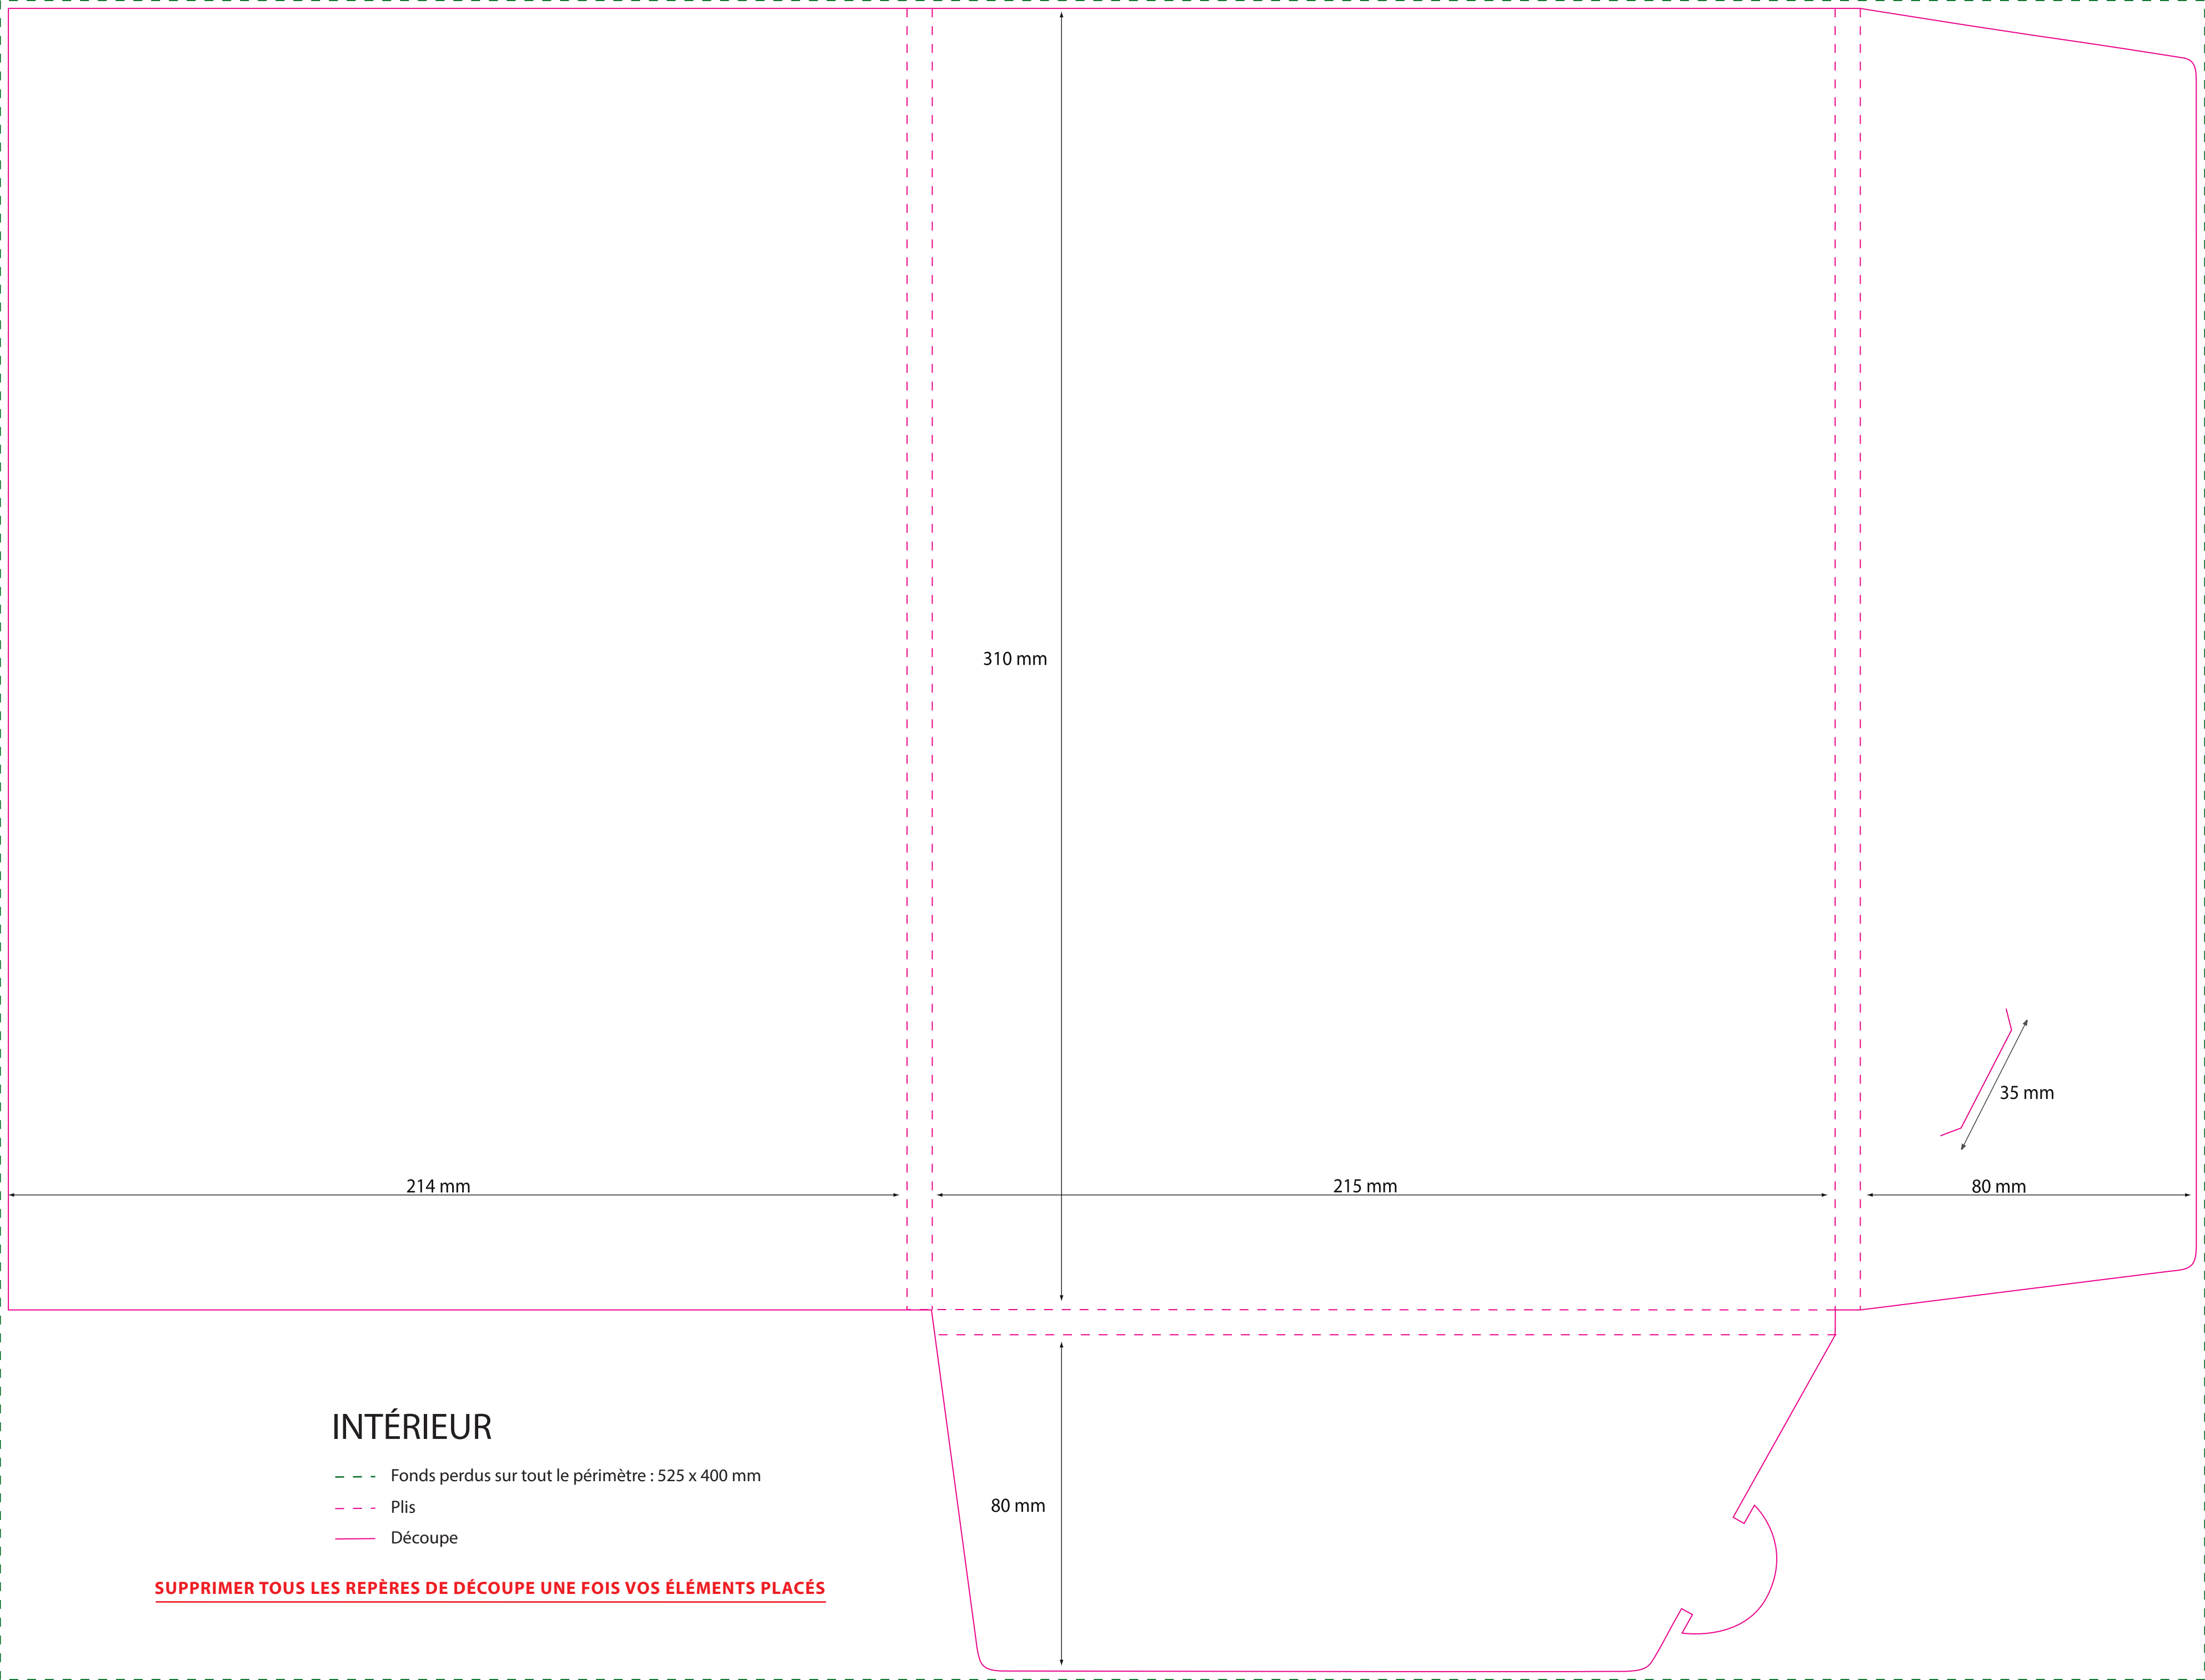 310 mm
35 mm
214 mm
215 mm
80 mm
INTÉRIEUR
Fonds perdus sur tout le périmètre : 525 x 400 mm
Plis
Découpe
80 mm
SUPPRIMER TOUS LES REPÈRES DE DÉCOUPE UNE FOIS VOS ÉLÉMENTS PLACÉS